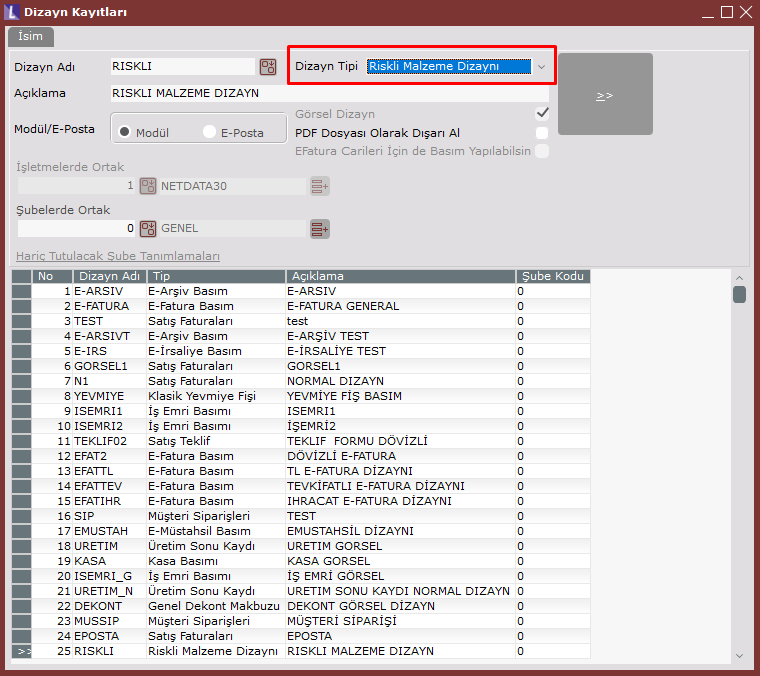 Dizayn Kayıtları
İsim
Dizayn Adı RISKLI Dizayn Tipi Riskli Malzeme Dizaynı
>>
Açıklama RISKLI MALZEME DIZAYN
Görsel Dizayn
Modül/E-Posta Modül E-Posta
PDF Dosyası Olarak Dışarı Al
EFatura Carileri İçin de Basım Yapılabilsin
İşletmelerde Ortak
1 NETDATA30
Şubelerde Ortak
0 GENEL
Hariç Tutulacak Şube Tanımlamaları
No Dizayn Adı Tip Açıklama Şube Kodu
1 E-ARSIV E-Arşiv Basım E-ARSIV 0
2 E-FATURA E-Fatura Basım E-FATURA GENERAL 0
3 TEST Satış Faturaları test 0
4 E-ARSIVT E-Arşiv Basım E-ARŞİV TEST 0
5 E-IRS E-İrsaliye Basım E-İRSALİYE TEST 0
6 GORSEL1 Satış Faturaları GORSEL1 0
7 N1 Satış Faturaları NORMAL DIZAYN 0
8 YEVMIYE Klasik Yevmiye Fişi YEVMİYE FİŞ BASIM 0
9 ISEMRI1 İş Emri Basımı ISEMRI1 0
10 ISEMRI2 İş Emri Basımı İŞEMRİ2 0
11 TEKLIF02 Satış Teklif TEKLIF  FORMU DÖVİZLİ 0
12 EFAT2 E-Fatura Basım DÖVİZLİ E-FATURA 0
13 EFATTL E-Fatura Basım TL E-FATURA DİZAYNI 0
14 EFATTEV E-Fatura Basım TEVKİFATLI E-FATURA DİZAYNI 0
15 EFATIHR E-Fatura Basım IHRACAT E-FATURA DİZAYNI 0
16 SIP Müşteri Siparişleri TEST 0
17 EMUSTAH E-Müstahsil Basım EMUSTAHSİL DİZAYNI 0
18 URETIM Üretim Sonu Kaydı URETIM GORSEL 0
19 KASA Kasa Basımı KASA GORSEL 0
20 ISEMRI_G İş Emri Basımı İŞ EMRİ GÖRSEL 0
21 URETIM_N Üretim Sonu Kaydı URETIM SONU KAYDI NORMAL DIZAYN 0
22 DEKONT Genel Dekont Makbuzu DEKONT GÖRSEL DİZAYN 0
23 MUSSIP Müşteri Siparişleri MÜŞTERİ SİPARİŞİ 0
24 EPOSTA Satış Faturaları EPOSTA 0
>> 25 RISKLI Riskli Malzeme Dizaynı RISKLI MALZEME DIZAYN 0